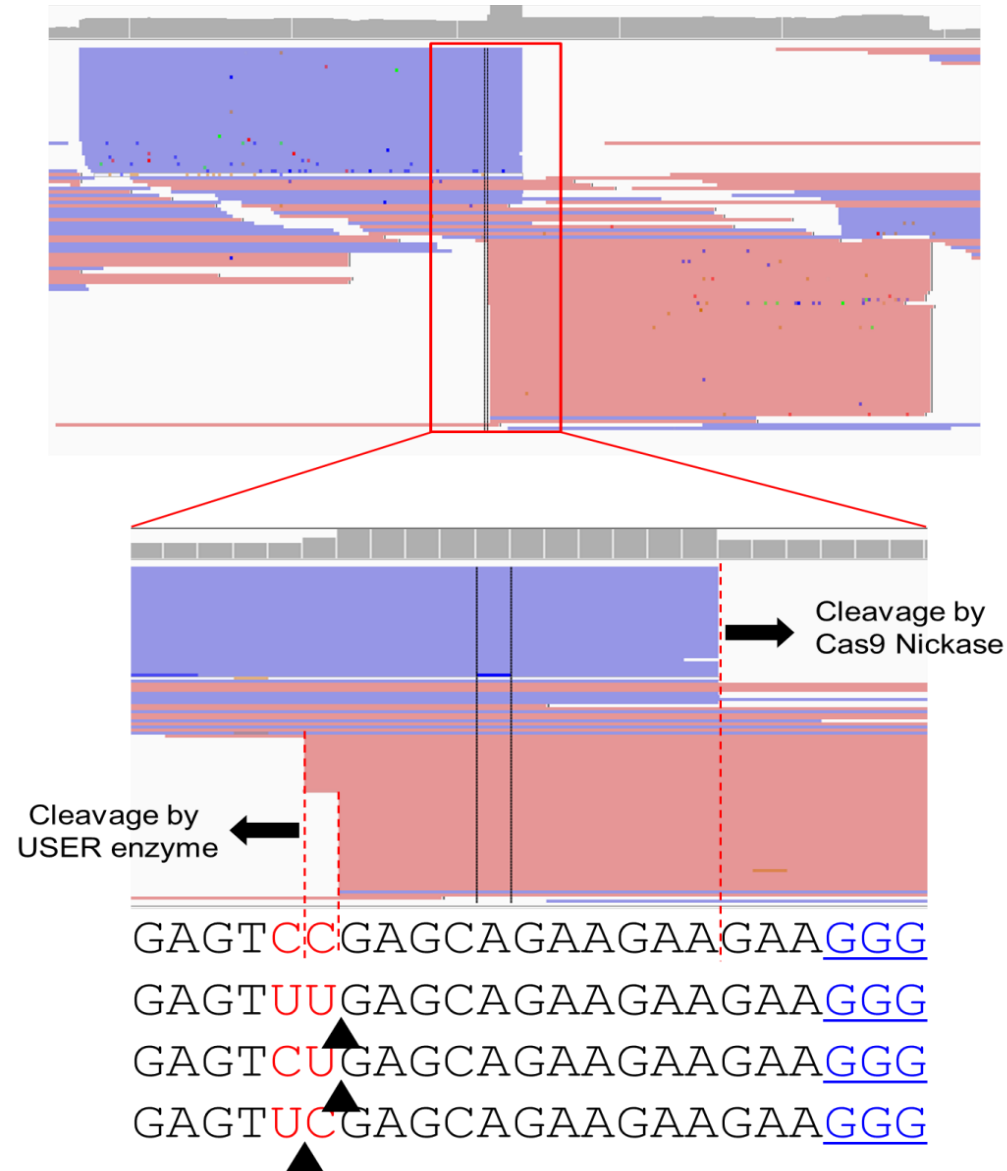 Cleavage by
Cas9 Nickase
Cleavage by
USER enzyme
GAGTCCGAGCAGAAGAAGAAGGG
GAGTUUGAGCAGAAGAAGAAGGG
GAGTCUGAGCAGAAGAAGAAGGG
GAGTUCGAGCAGAAGAAGAAGGG